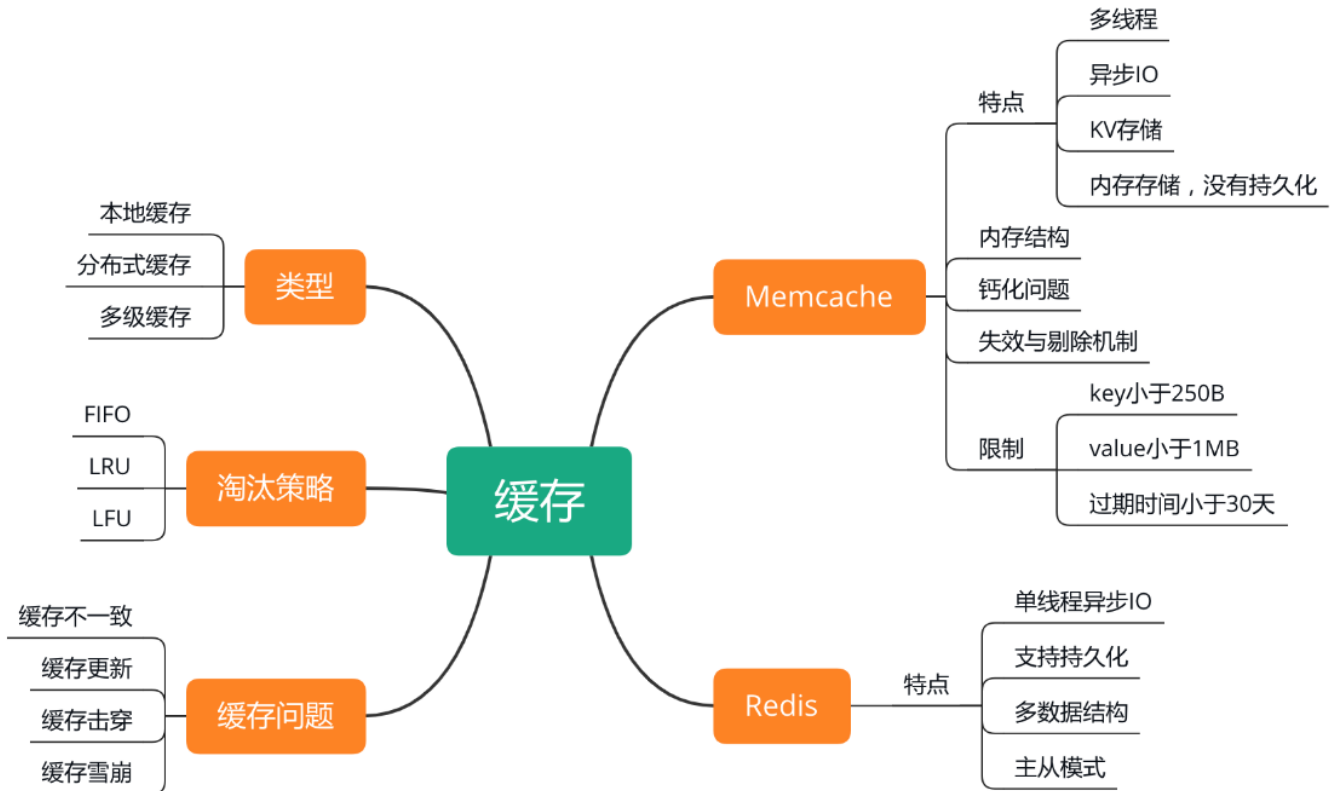 缓存
类型
本地缓存
分布式缓存
多级缓存
淘汰策略
FIFO
LRU
LFU
缓存问题
缓存不一致
缓存更新
缓存击穿
缓存雪崩
Memcache
特点
多线程
异步IO
KV存储
内存存储，没有持久化
内存结构
钙化问题
失效与剔除机制
限制
key小于250B
value小于1MB
过期时间小于30天
Redis
特点
单线程异步IO
支持持久化
多数据结构
主从模式